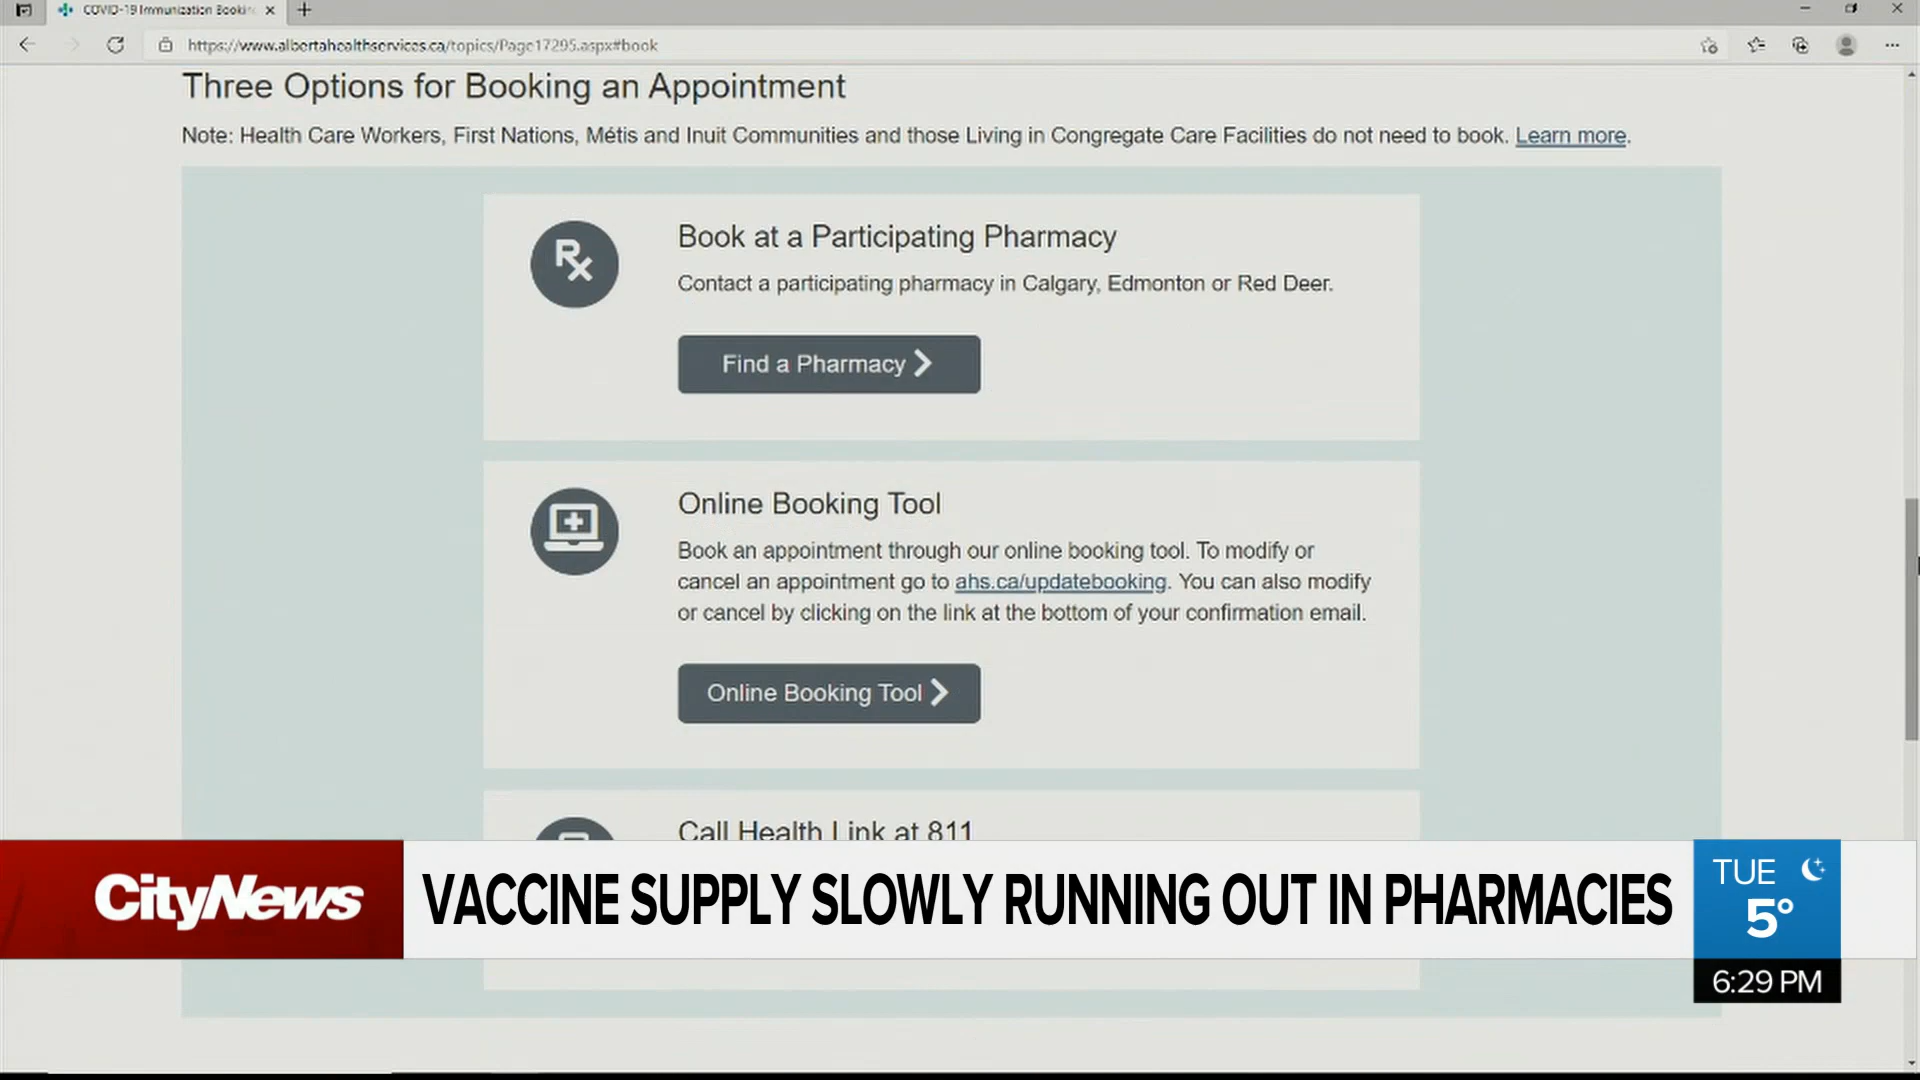 COVID-19 Immunization Bookin
https://www.albertahealthservices.ca/topics/Page17295.aspx#book
Three Options for Booking an Appointment
Note: Health Care Workers, First Nations, Métis and Inuit Communities and those Living in Congregate Care Facilities do not need to book. Learn more.
Rx
Book at a Participating Pharmacy
Contact a participating pharmacy in Calgary, Edmonton or Red Deer.
Find a Pharmacy
Online Booking Tool
Book an appointment through our online booking tool. To modify or
cancel an appointment go to ahs.ca/updatebooking. You can also modify
or cancel by clicking on the link at the bottom of your confirmation email.
Online Booking Tool
Call Health Link at 811
CityNews
VACCINE SUPPLY SLOWLY RUNNING OUT IN PHARMACIES
TUE
5°
6:29 PM